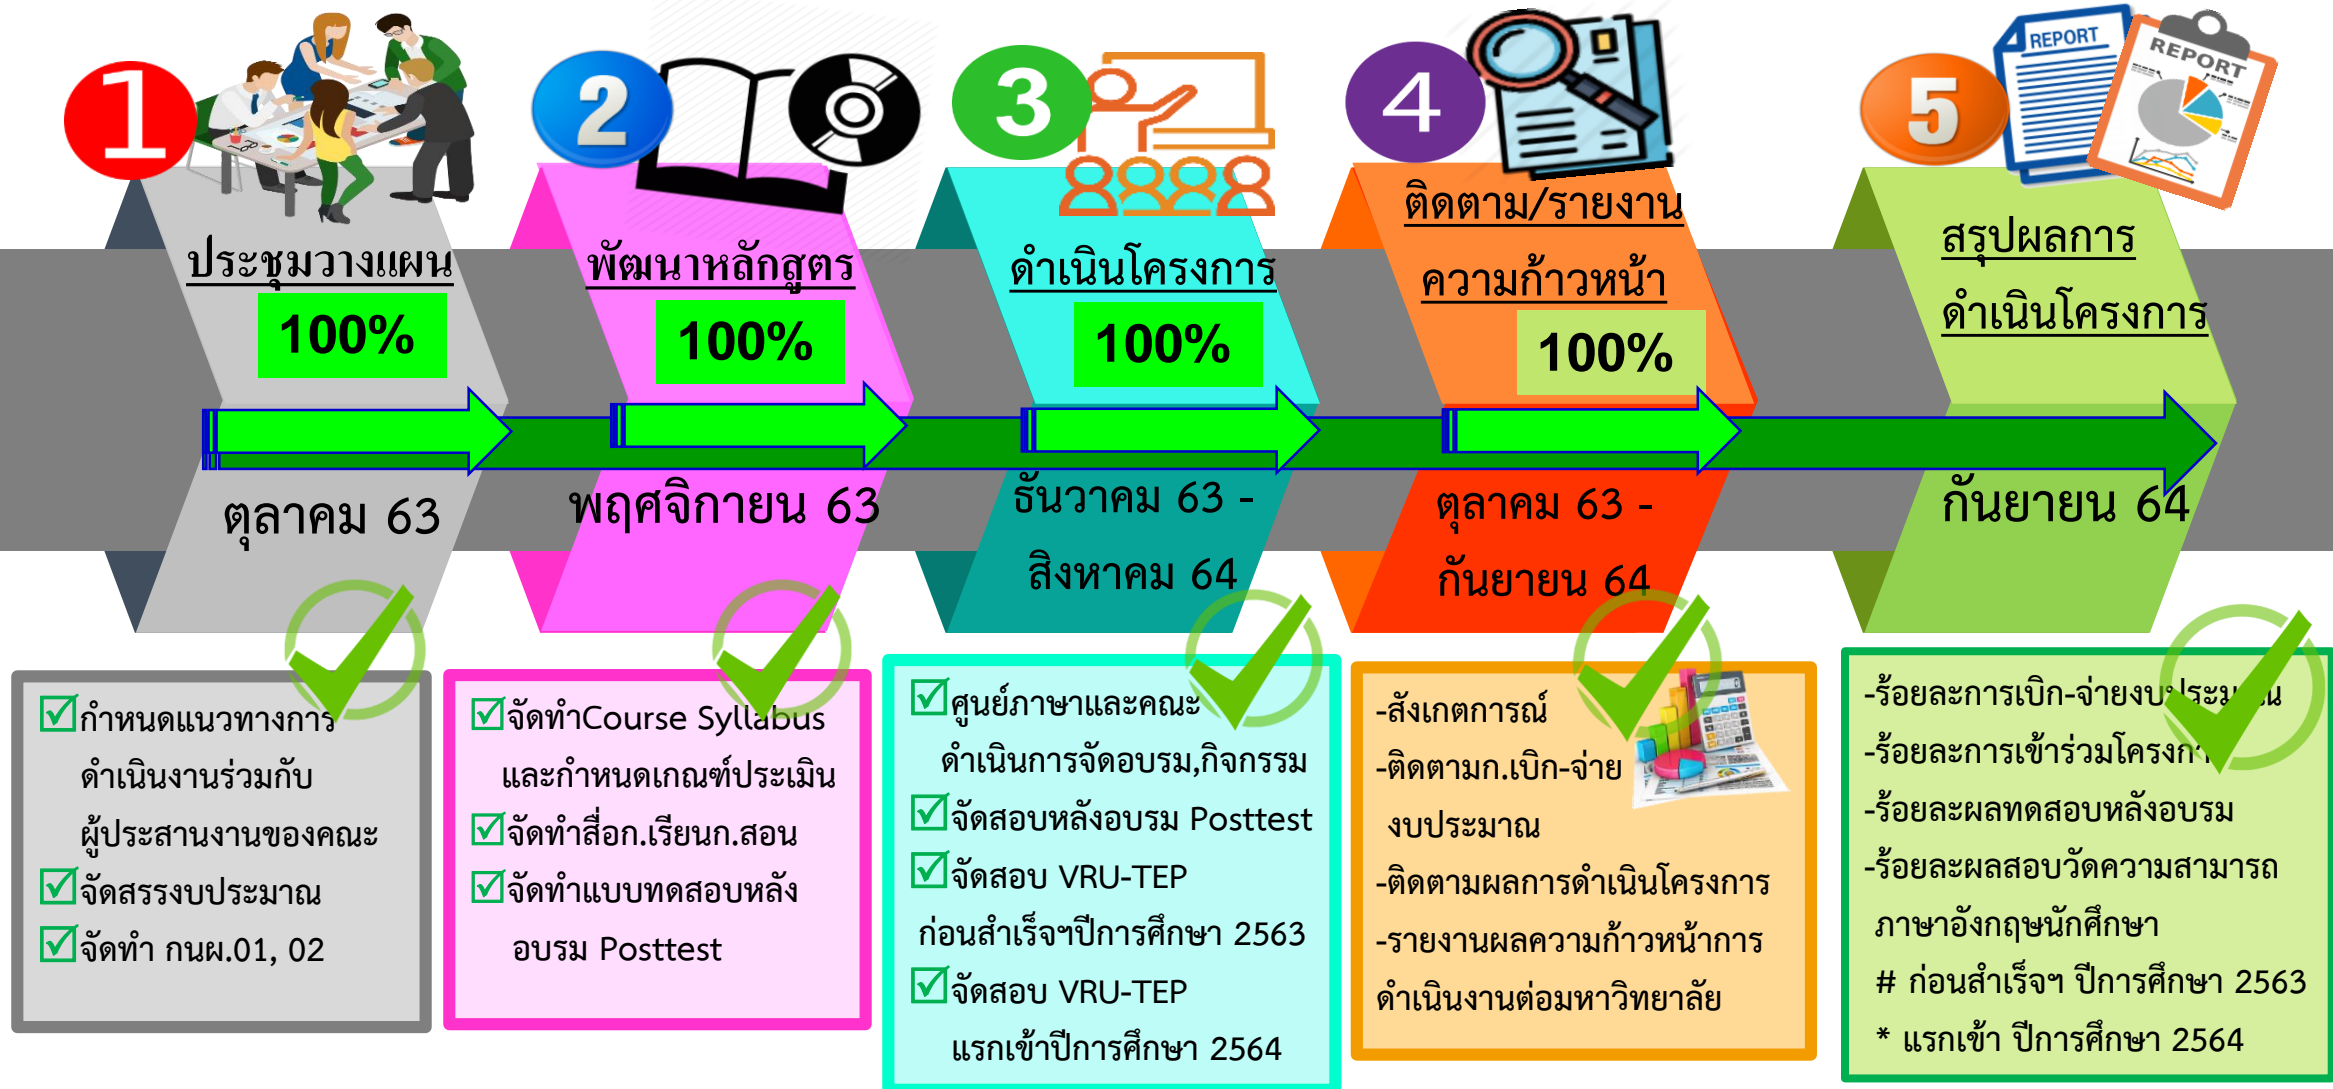 1
ประชุมวางแผน
100%
ตุลาคม 63
กำหนดแนวทางการ
ดำเนินงานร่วมกับ
ผู้ประสานงานของคณะ
จัดสรรงบประมาณ
จัดทำ กนผ.01, 02
2
พัฒนาหลักสูตร
100%
พฤศจิกายน 63
จัดทำCourse Syllabus
และกำหนดเกณฑ์ประเมิน
จัดทำสื่อก.เรียนก.สอน
จัดทำแบบทดสอบหลัง
อบรม Posttest
3
ดำเนินโครงการ
100%
ธันวาคม 63 -
สิงหาคม 64
ศูนย์ภาษาและคณะ
ดำเนินการจัดอบรม,กิจกรรม
จัดสอบหลังอบรม Posttest
จัดสอบ VRU-TEP
ก่อนสำเร็จฯปีการศึกษา 2563
จัดสอบ VRU-TEP
แรกเข้าปีการศึกษา 2564
4
ติดตาม/รายงาน
ความก้าวหน้า
100%
ตุลาคม 63 -
กันยายน 64
-สังเกตการณ์
-ติดตามก.เบิก-จ่าย
งบประมาณ
-ติดตามผลการดำเนินโครงการ
-รายงานผลความก้าวหน้าการ
ดำเนินงานต่อมหาวิทยาลัย
5
REPORT
REPORT
สรุปผลการ
ดำเนินโครงการ
กันยายน 64
-ร้อยละการเบิก-จ่ายงบประมาณ
-ร้อยละการเข้าร่วมโครงการ
-ร้อยละผลทดสอบหลังอบรม
-ร้อยละผลสอบวัดความสามารถ
ภาษาอังกฤษนักศึกษา
# ก่อนสำเร็จฯ ปีการศึกษา 2563
* แรกเข้า ปีการศึกษา 2564